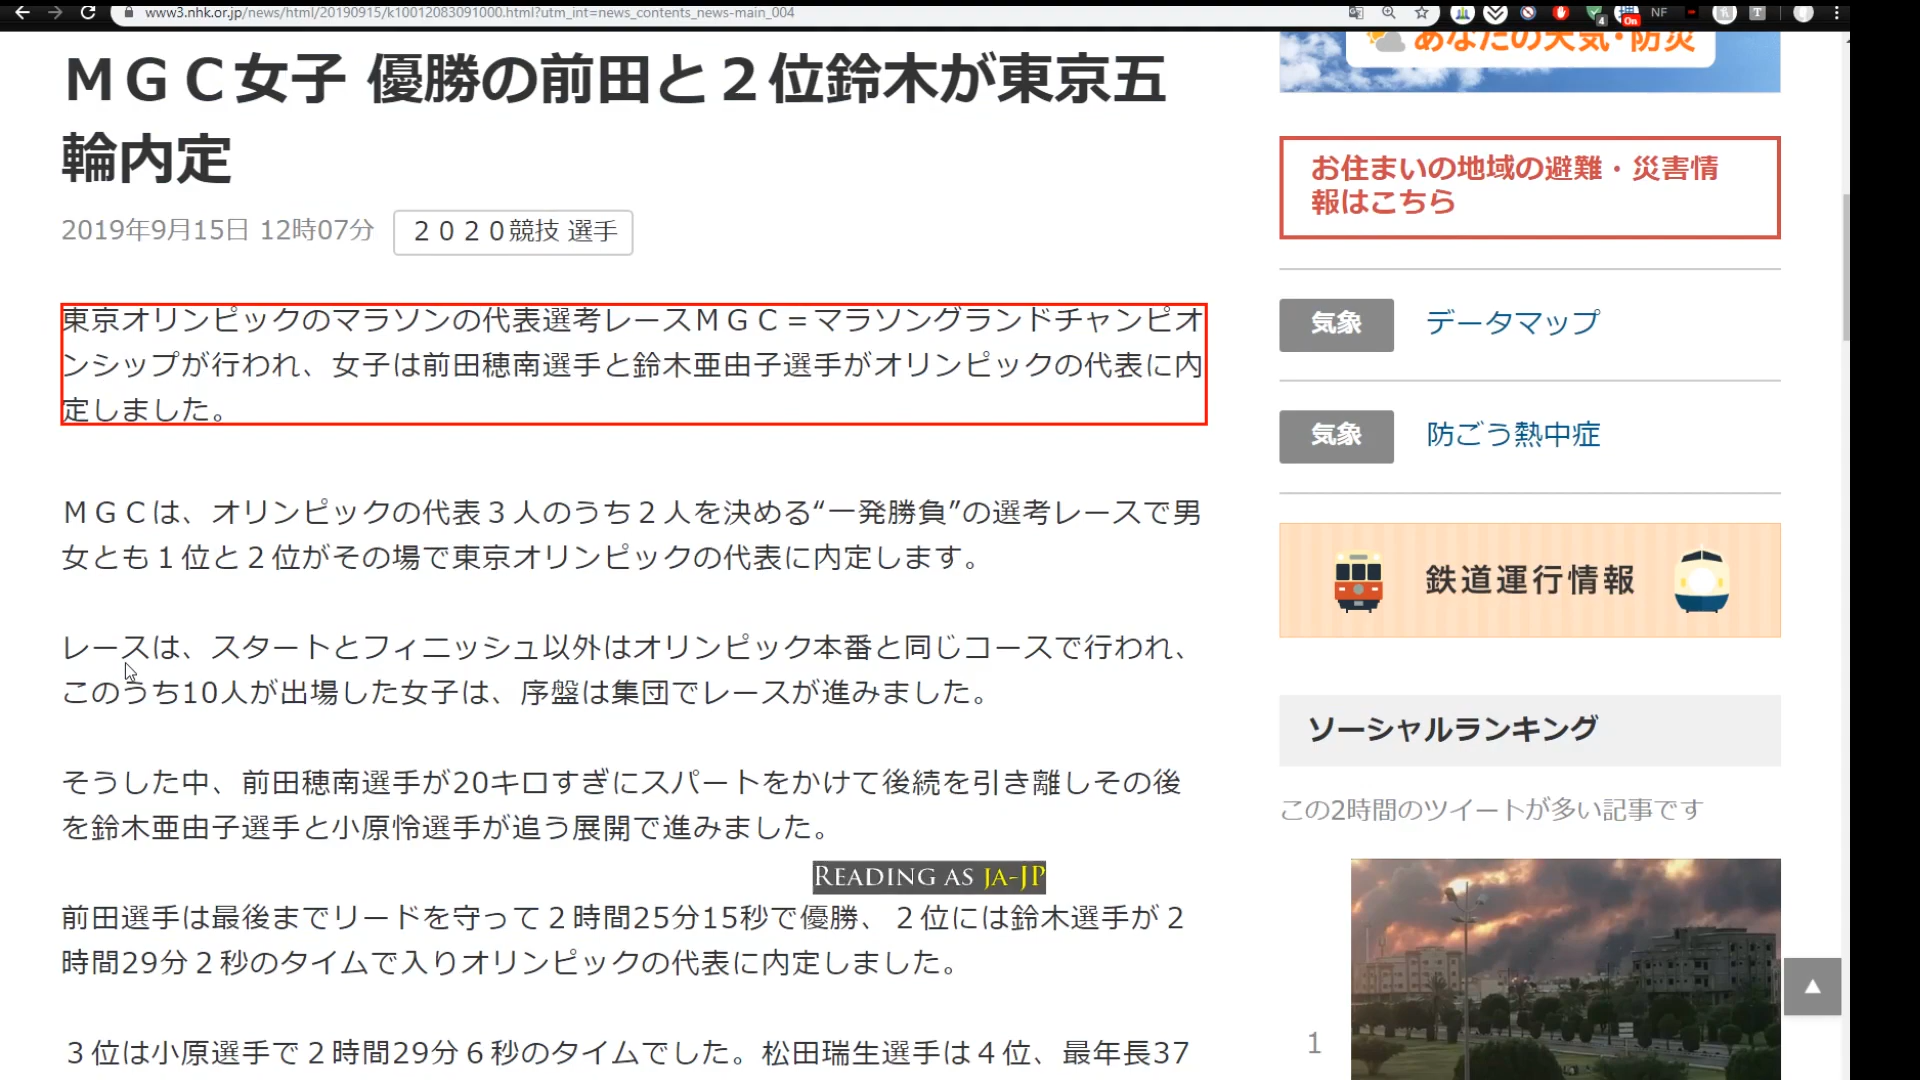 www3.nhk.or.jp/news/html/20190915/k10012083091000.html?utm_int=news_contents_news-main_004
4
On
NF
T
ＭＧＣ女子 優勝の前田と２位鈴木が東京五
輪内定
2019年9月15日 12時07分
２０２０競技 選手
東京オリンピックのマラソンの代表選考レースＭＧＣ＝マラソングランドチャンピオ
ンシップが行われ、女子は前田穂南選手と鈴木亜由子選手がオリンピックの代表に内
定しました。
ＭＧＣは、オリンピックの代表３人のうち２人を決める“一発勝負”の選考レースで男
女とも１位と２位がその場で東京オリンピックの代表に内定します。
レースは、スタートとフィニッシュ以外はオリンピック本番と同じコースで行われ、
このうち10人が出場した女子は、序盤は集団でレースが進みました。
そうした中、前田穂南選手が20キロすぎにスパートをかけて後続を引き離しその後
を鈴木亜由子選手と小原怜選手が追う展開で進みました。
READING AS JA-JP
前田選手は最後までリードを守って２時間25分15秒で優勝、２位には鈴木選手が２
時間29分２秒のタイムで入りオリンピックの代表に内定しました。
３位は小原選手で２時間29分６秒のタイムでした。松田瑞生選手は４位、最年長37
あなたの天気・防災
お住まいの地域の避難・災害情
報はこちら
気象 データマップ
気象 防ごう熱中症
鉄道運行情報
ソーシャルランキング
この2時間のツイートが多い記事です
1